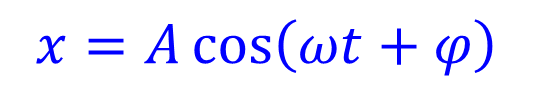 x = A cos(ωt + φ)